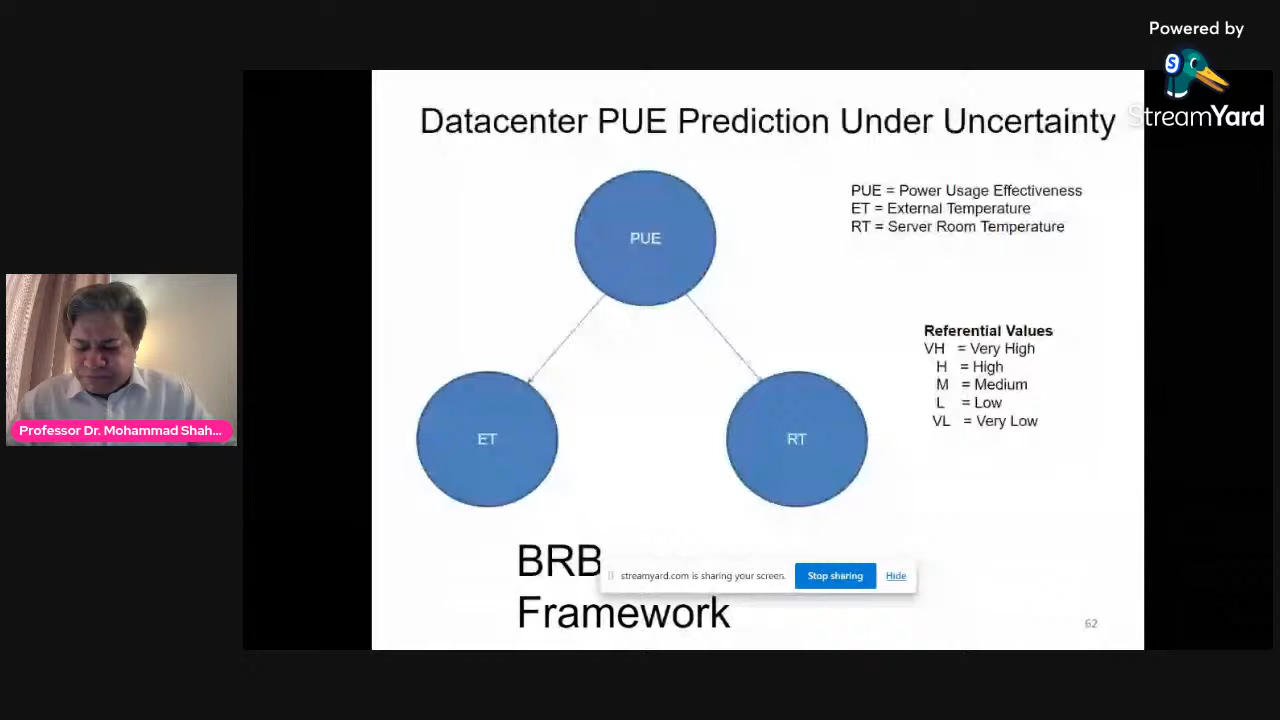 Powered by
StreamYard
Datacenter PUE Prediction Under Uncertainty
PUE
PUE = Power Usage Effectiveness
ET = External Temperature
RT = Server Room Temperature
Referential Values
VH = Very High
H = High
M = Medium
L = Low
VL = Very Low
ET
RT
Professor Dr. Mohammad Shah...
BRB
Framework
streamyard.com is sharing your screen.
Stop sharing
Hide
62